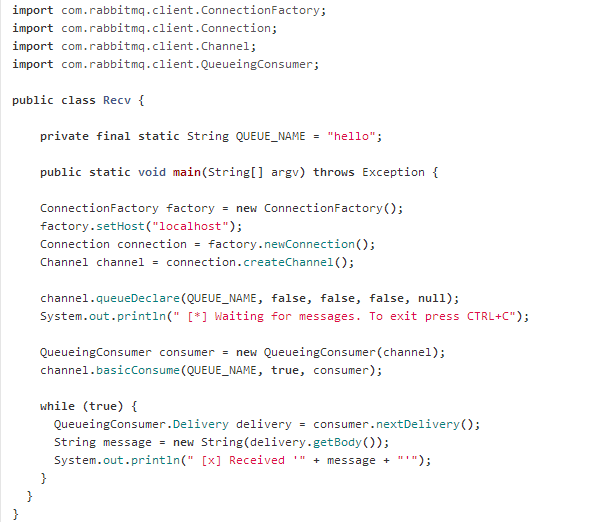 import com.rabbitmq.client.ConnectionFactory;
import com.rabbitmq.client.Connection;
import com.rabbitmq.client.Channel;
import com.rabbitmq.client.QueueingConsumer;

public class Recv {

    private final static String QUEUE_NAME = "hello";

    public static void main(String[] argv) throws Exception {

    ConnectionFactory factory = new ConnectionFactory();
    factory.setHost("localhost");
    Connection connection = factory.newConnection();
    Channel channel = connection.createChannel();

    channel.queueDeclare(QUEUE_NAME, false, false, false, null);
    System.out.println(" [*] Waiting for messages. To exit press CTRL+C");

    QueueingConsumer consumer = new QueueingConsumer(channel);
    channel.basicConsume(QUEUE_NAME, true, consumer);

    while (true) {
      QueueingConsumer.Delivery delivery = consumer.nextDelivery();
      String message = new String(delivery.getBody());
      System.out.println(" [x] Received '" + message + "'");
    }
  }
}